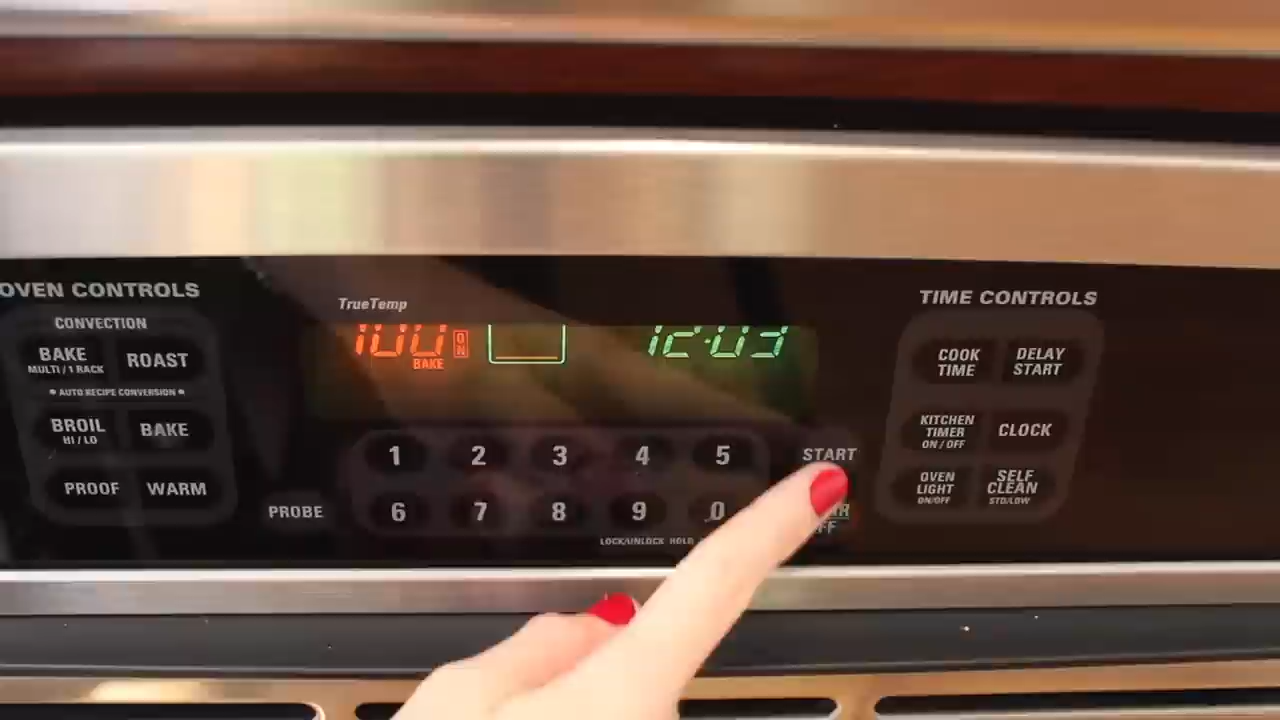 OVEN CONTROLS
CONVECTION
BAKE
MULTI / 1 RACK
ROAST
• AUTO RECIPE CONVERSION •
BROIL
HI / LO
BAKE
PROOF
WARM
PROBE
TrueTemp
100
ON
BAKE
12:03
1 2 3 4 5
6 7 8 9 0
LOCK/UNLOCK HOLD
START
TIME CONTROLS
COOK
TIME
DELAY
START
KITCHEN
TIMER
ON / OFF
CLOCK
OVEN
LIGHT
ON/OFF
SELF
CLEAN
STD/LOW